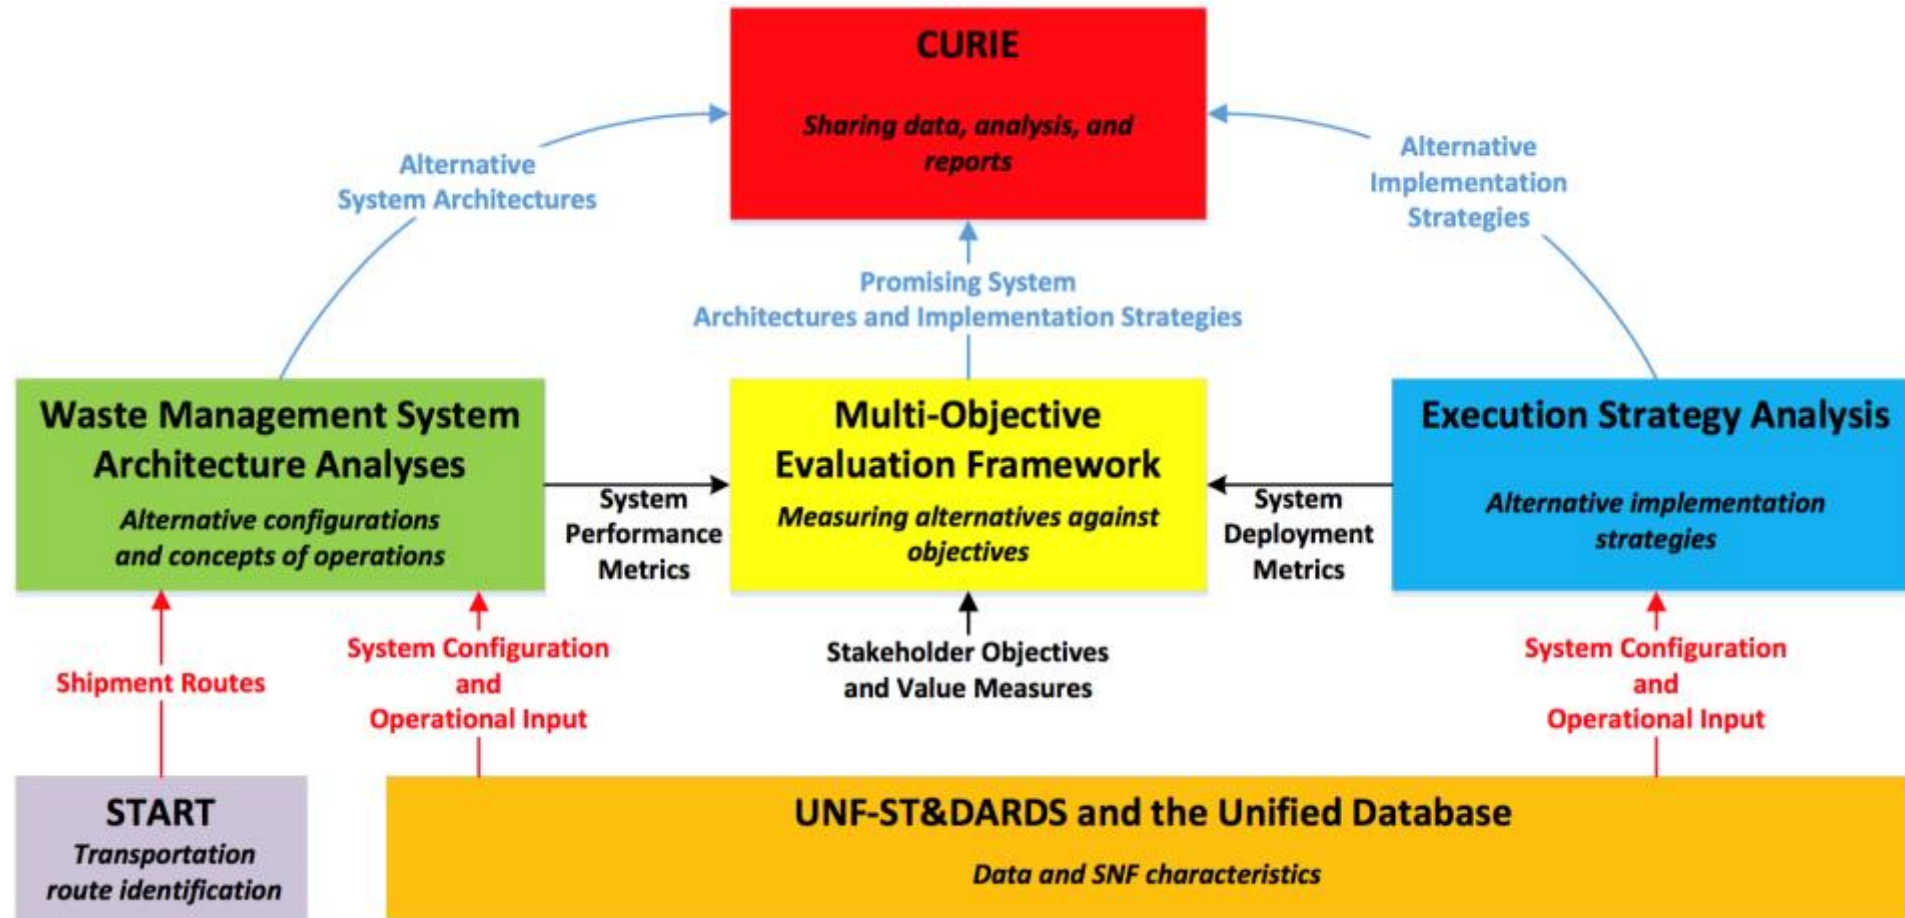 CURIE
Sharing data, analysis, and
reports
Alternative
System Architectures
Alternative
Implementation
Strategies
Promising System
Architectures and Implementation Strategies
Waste Management System
Architecture Analyses
Alternative configurations
and concepts of operations
System
Performance
Metrics
Multi-Objective
Evaluation Framework
Measuring alternatives against
objectives
System
Deployment
Metrics
Execution Strategy Analysis
Alternative implementation
strategies
Shipment Routes
System Configuration
and
Operational Input
Stakeholder Objectives
and Value Measures
System Configuration
and
Operational Input
START
Transportation
route identification
UNF-ST&DARDS and the Unified Database
Data and SNF characteristics